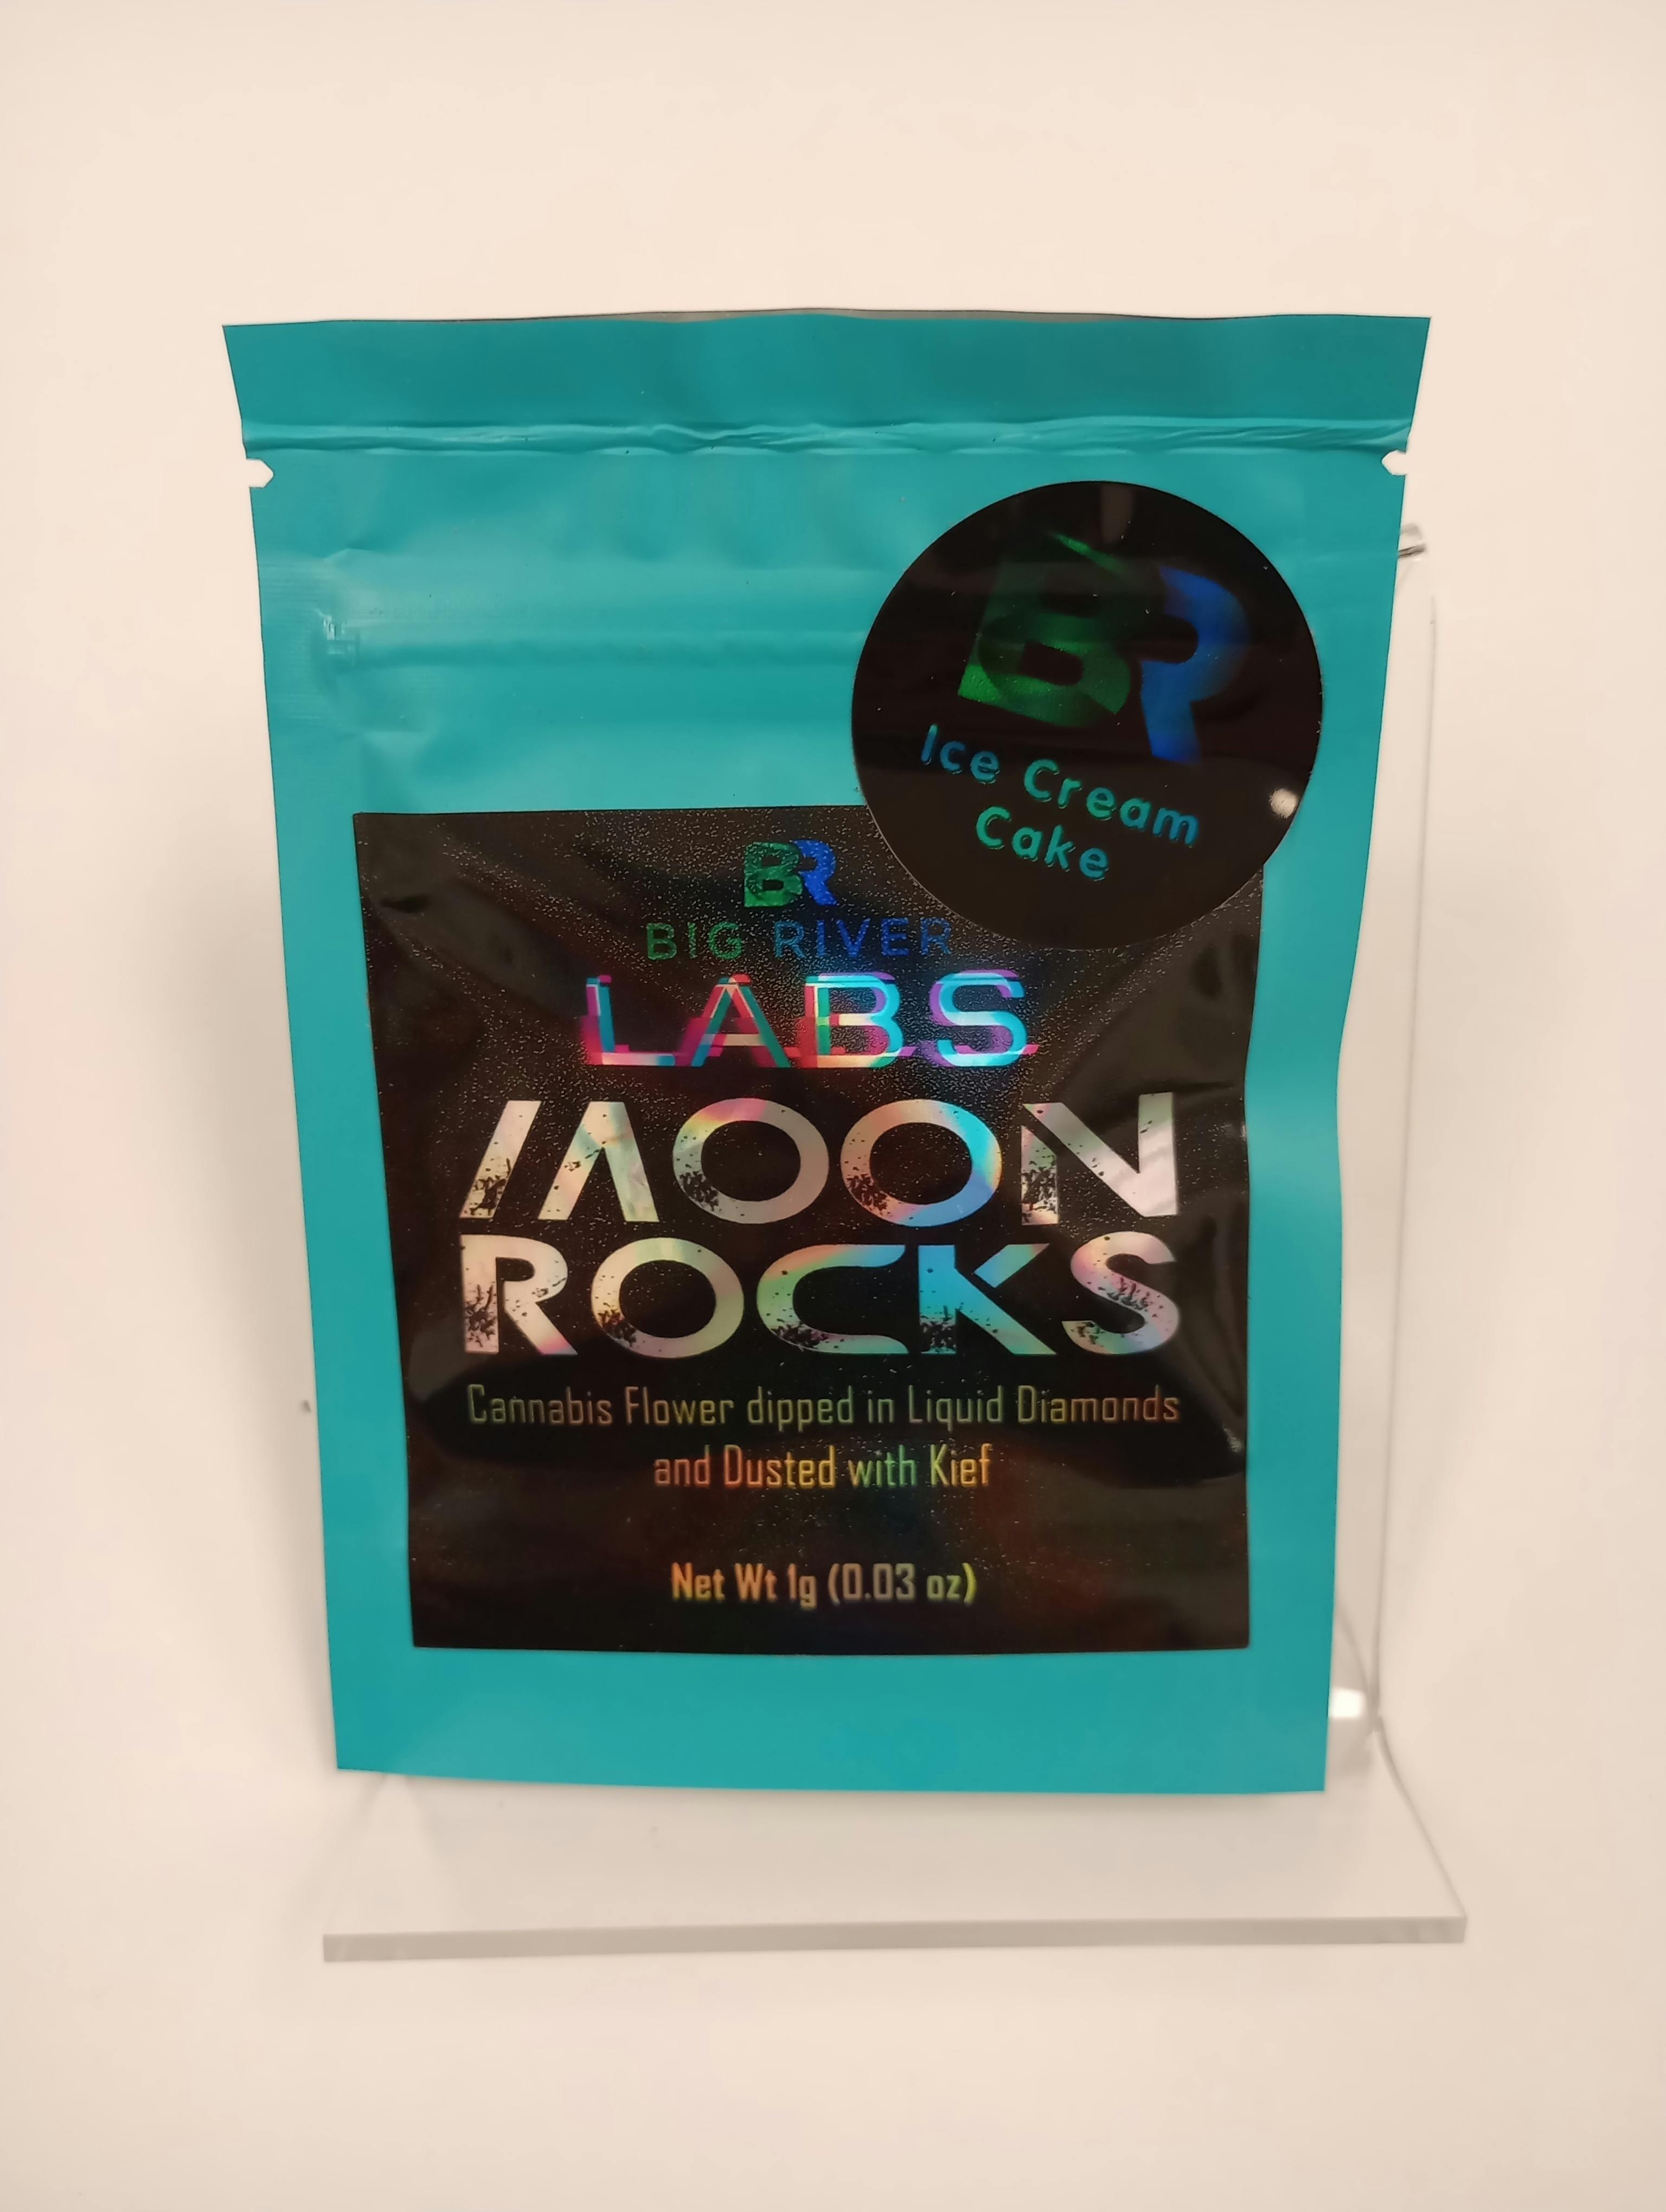 BR
Ice Cream
Cake
BR
BIG RIVER
LABS
MOON
ROCKS
Cannabis Flower dipped in Liquid Diamonds
and Dusted with Kief
Net Wt 1g (0.03 oz)